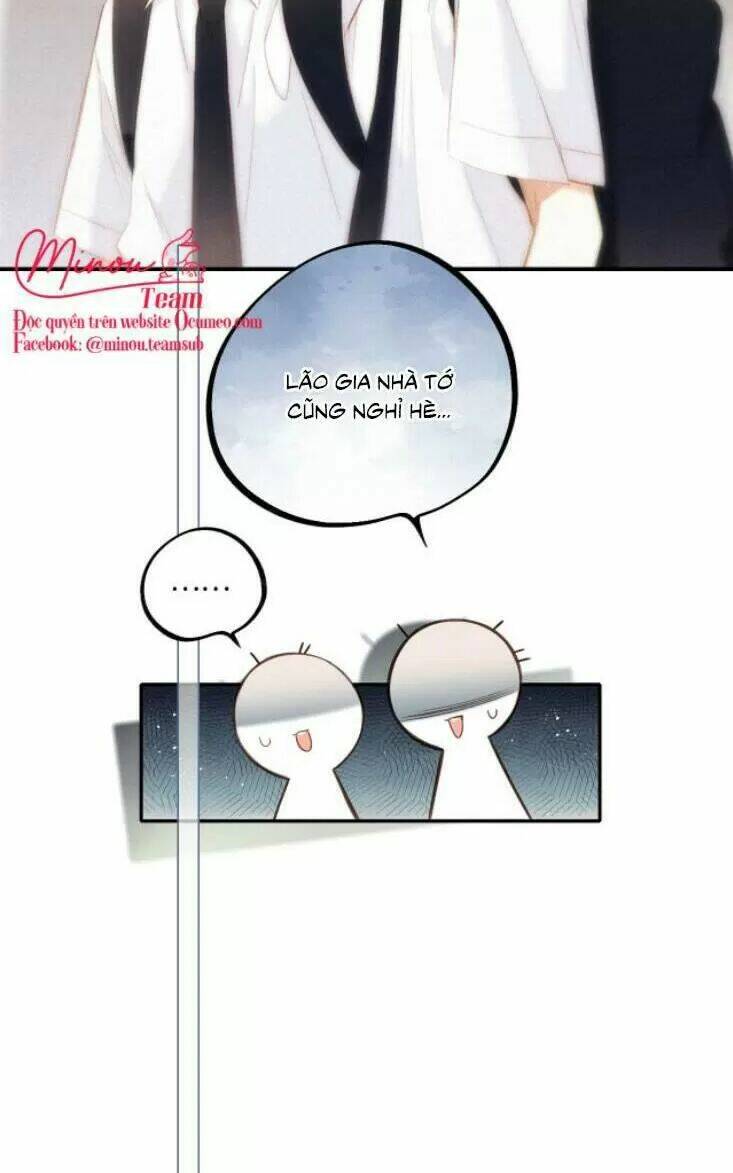 Minou
Team
Độc quyền trên website Ocumeo.com
Facebook: @minou.teamsub
LÃO GIA NHÀ TỚ
CŨNG NGHỈ HÈ...
......